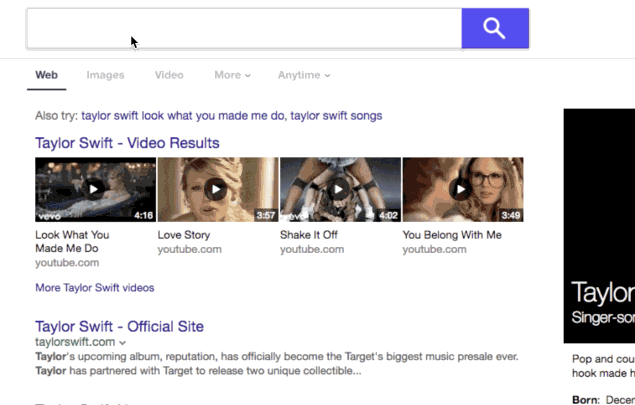 Web Images Video More Anytime
Also try: taylor swift look what you made me do, taylor swift songs
Taylor Swift - Video Results
vevo 4:16
3:57
vevo 4:02
3:49
Look What You
Made Me Do
youtube.com
Love Story
youtube.com
Shake It Off
youtube.com
You Belong With Me
youtube.com
More Taylor Swift videos
Taylor Swift - Official Site
taylorswift.com
Taylor's upcoming album, reputation, has officially become the Target's biggest music presale ever.
Taylor has partnered with Target to release two unique collectible...
Taylor
Singer-so
Pop and cou
hook made h
Born: Decem